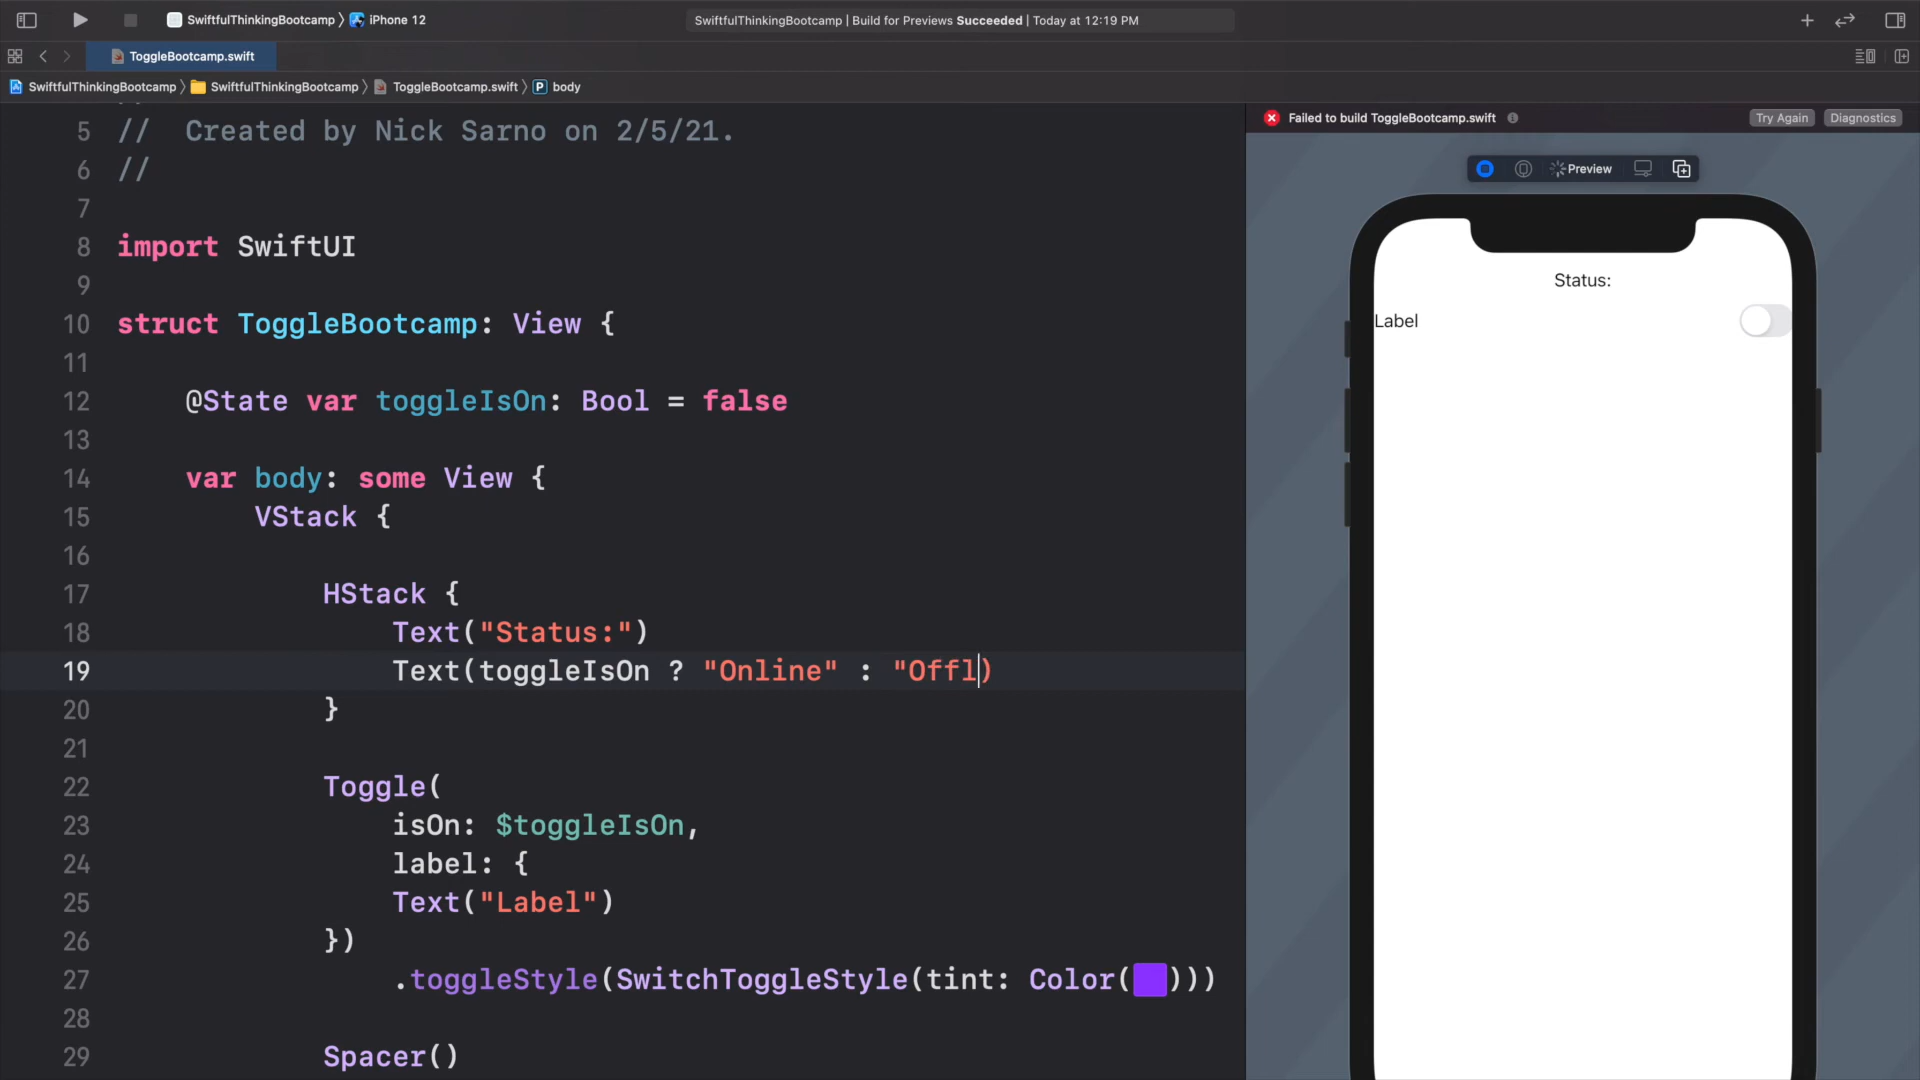 SwiftfulThinkingBootcamp 〉 iPhone 12
SwiftfulThinkingBootcamp | Build for Previews Succeeded | Today at 12:19 PM
ToggleBootcamp.swift
SwiftfulThinkingBootcamp 〉 SwiftfulThinkingBootcamp 〉 ToggleBootcamp.swift 〉 P body
5 //  Created by Nick Sarno on 2/5/21.
6 //
7
8 import SwiftUI
9
10 struct ToggleBootcamp: View {
11
12     @State var toggleIsOn: Bool = false
13
14     var body: some View {
15         VStack {
16
17             HStack {
18                 Text("Status:")
19                 Text(toggleIsOn ? "Online" : "Offl)
20             }
21
22             Toggle(
23                 isOn: $toggleIsOn,
24                 label: {
25                 Text("Label")
26             })
27                 .toggleStyle(SwitchToggleStyle(tint: Color()))
28
29             Spacer()
Failed to build ToggleBootcamp.swift
Try Again
Diagnostics
Preview
Status:
Label